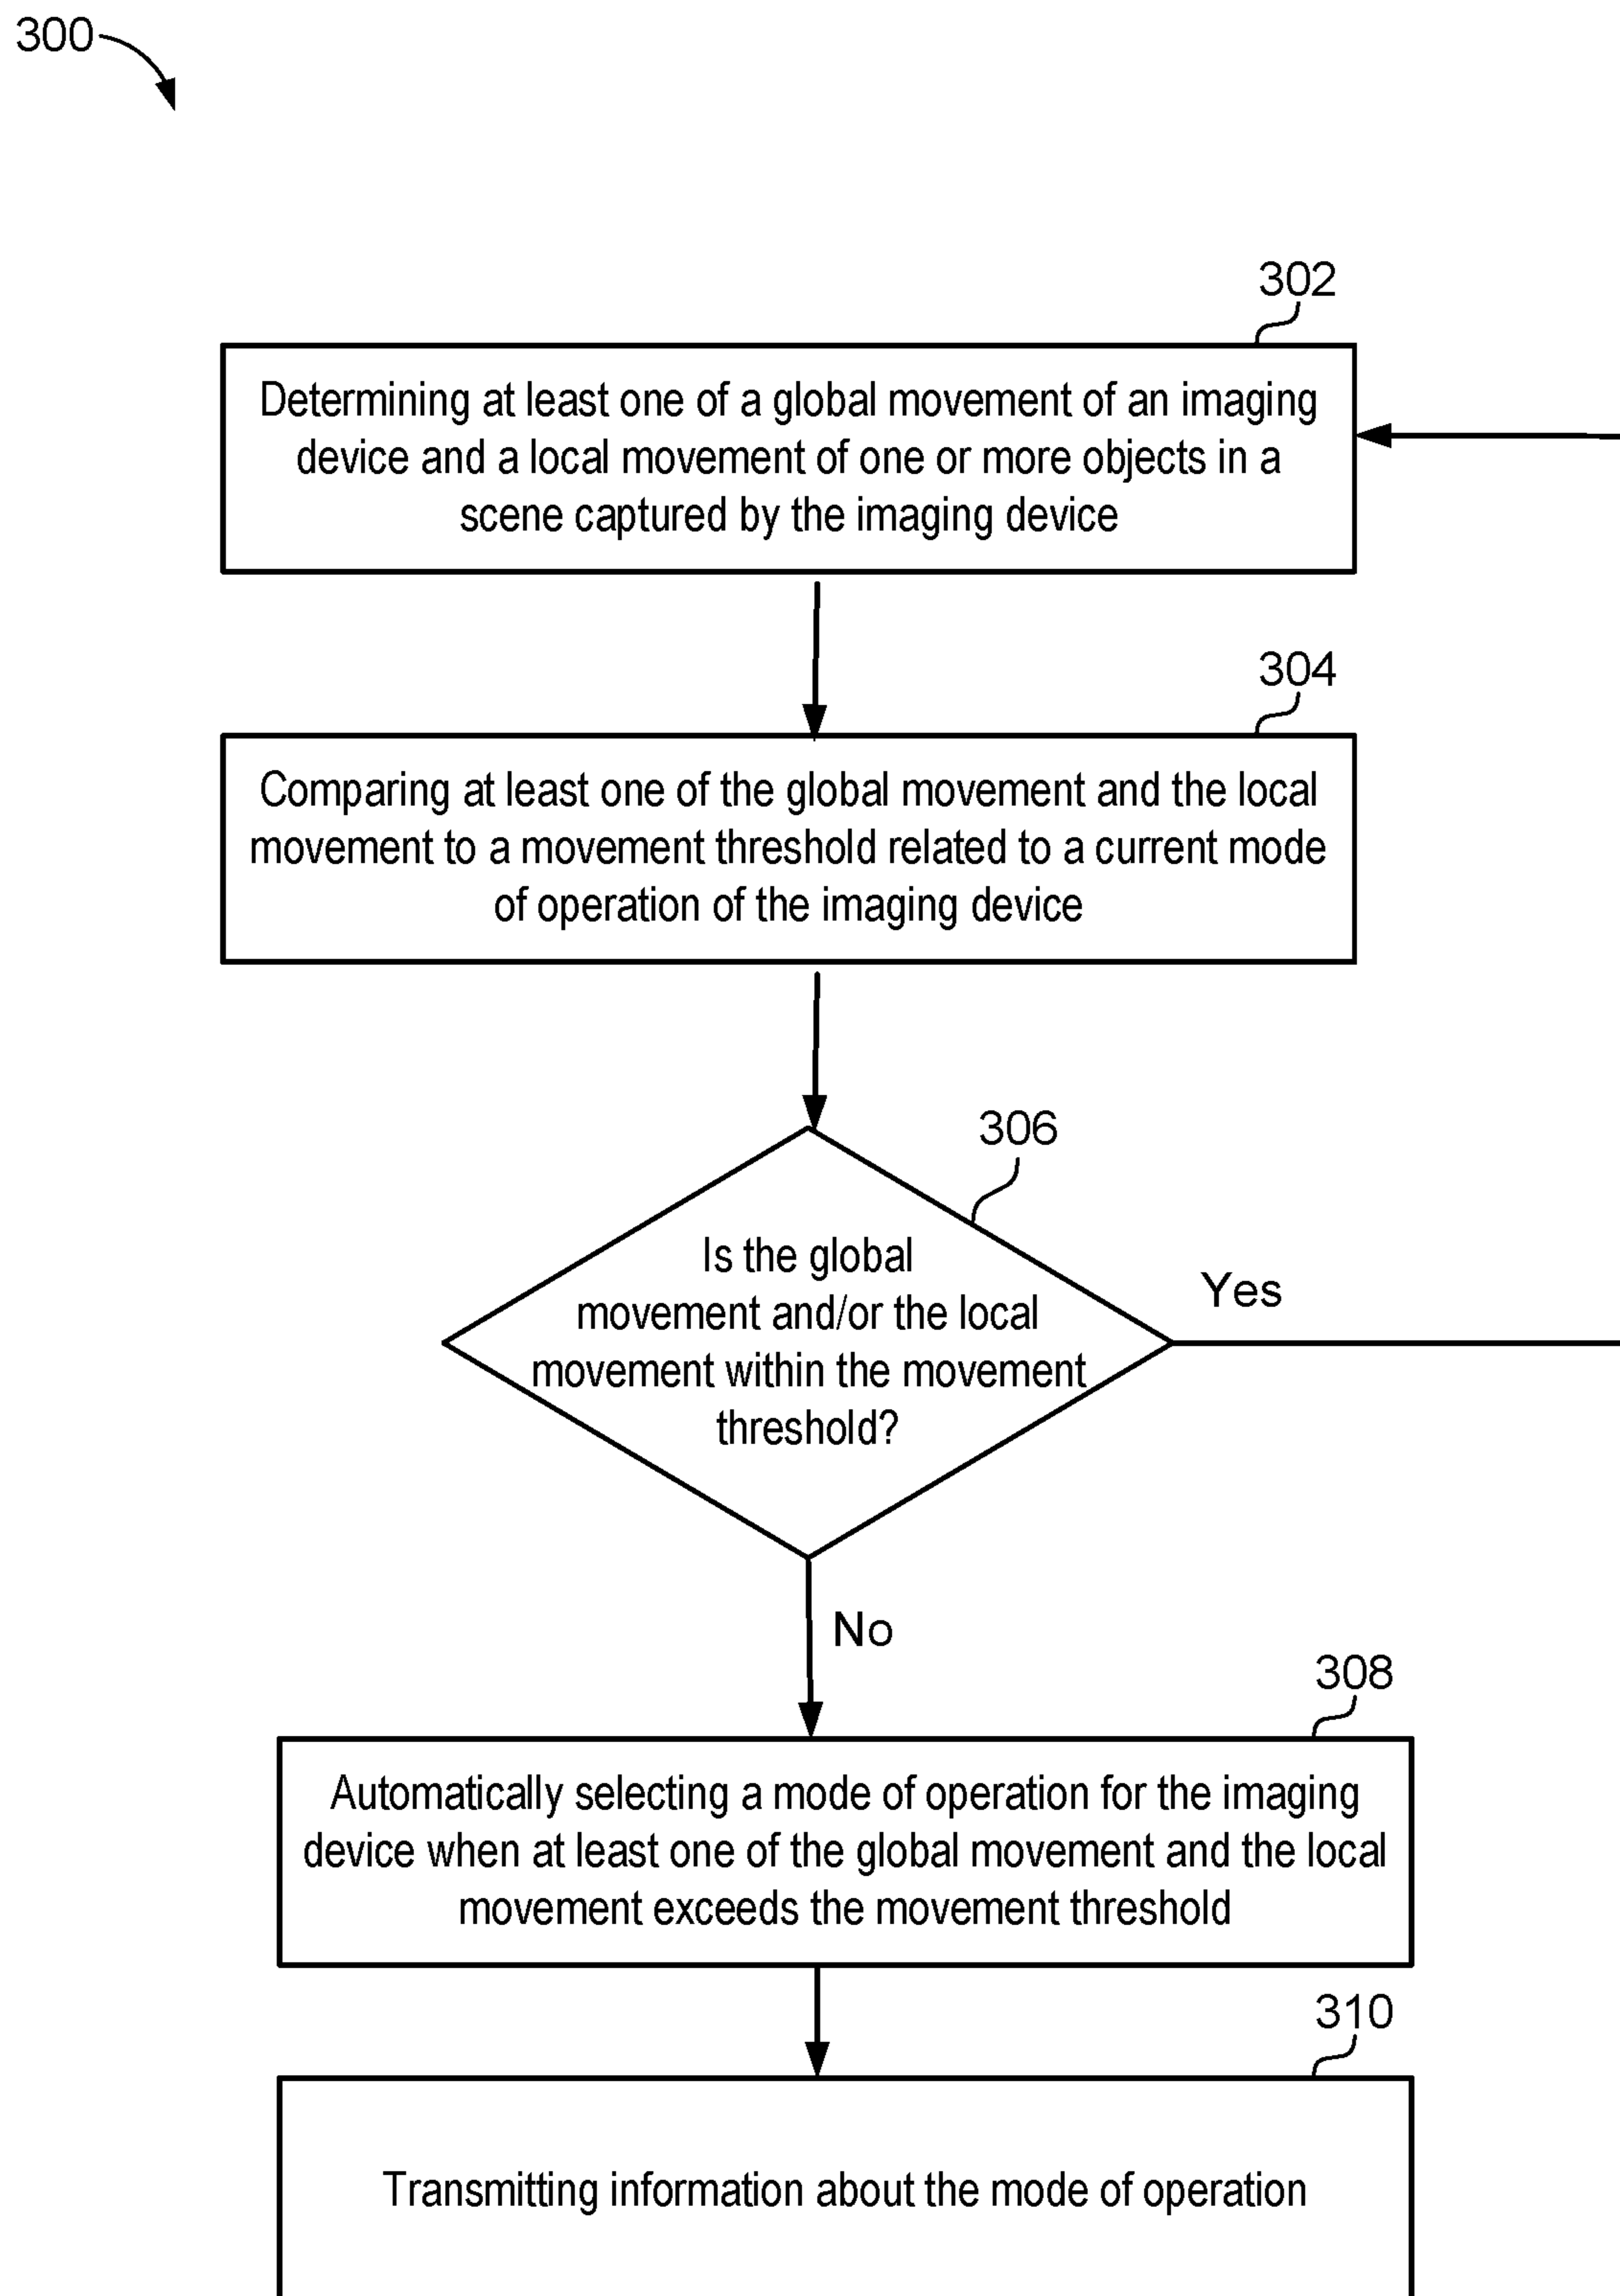 300
302
Determining at least one of a global movement of an imaging
device and a local movement of one or more objects in a
scene captured by the imaging device
304
Comparing at least one of the global movement and the local
movement to a movement threshold related to a current mode
of operation of the imaging device
306
Is the global
movement and/or the local
movement within the movement
threshold?
Yes
No
308
Automatically selecting a mode of operation for the imaging
device when at least one of the global movement and the local
movement exceeds the movement threshold
310
Transmitting information about the mode of operation